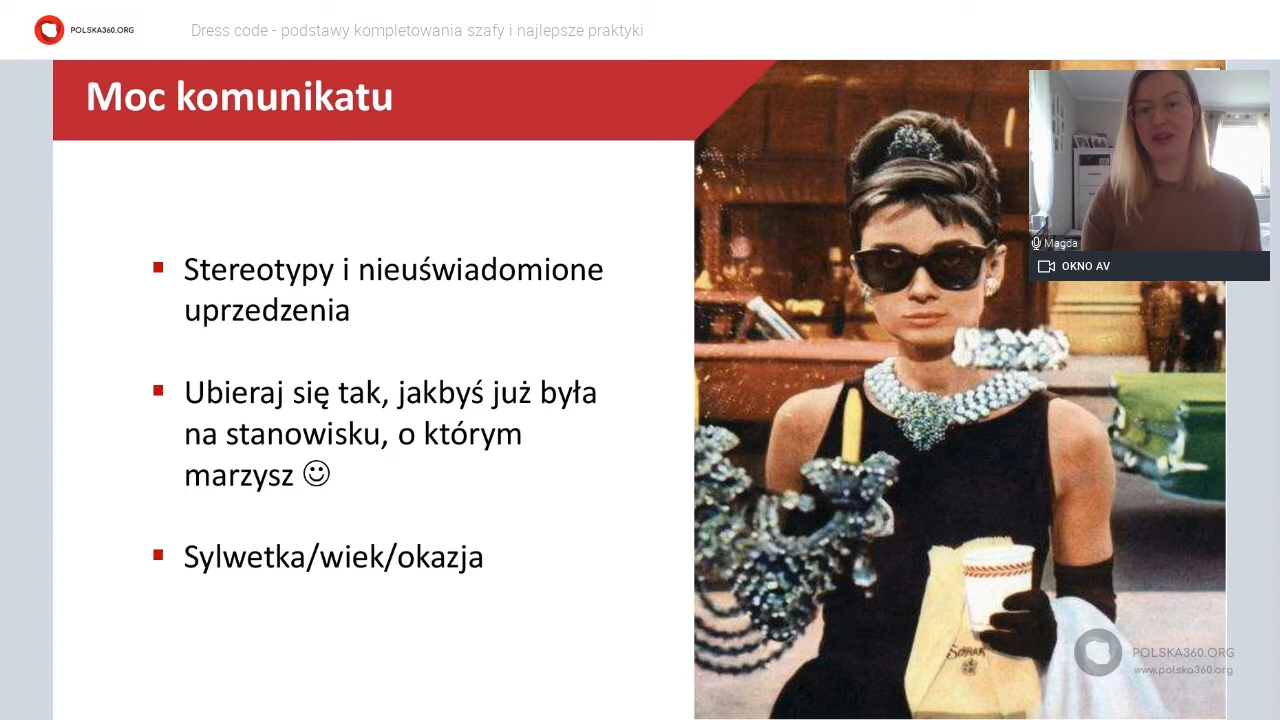 POLSKA360.ORG
Dress code - podstawy kompletowania szafy i najlepsze praktyki
Moc komunikatu
Stereotypy i nieuświadomione
uprzedzenia
Ubieraj się tak, jakbyś już była
na stanowisku, o którym
marzysz ☺
Sylwetka/wiek/okazja
Magda
OKNO AV
POLSKA360.ORG
www.polska360.org